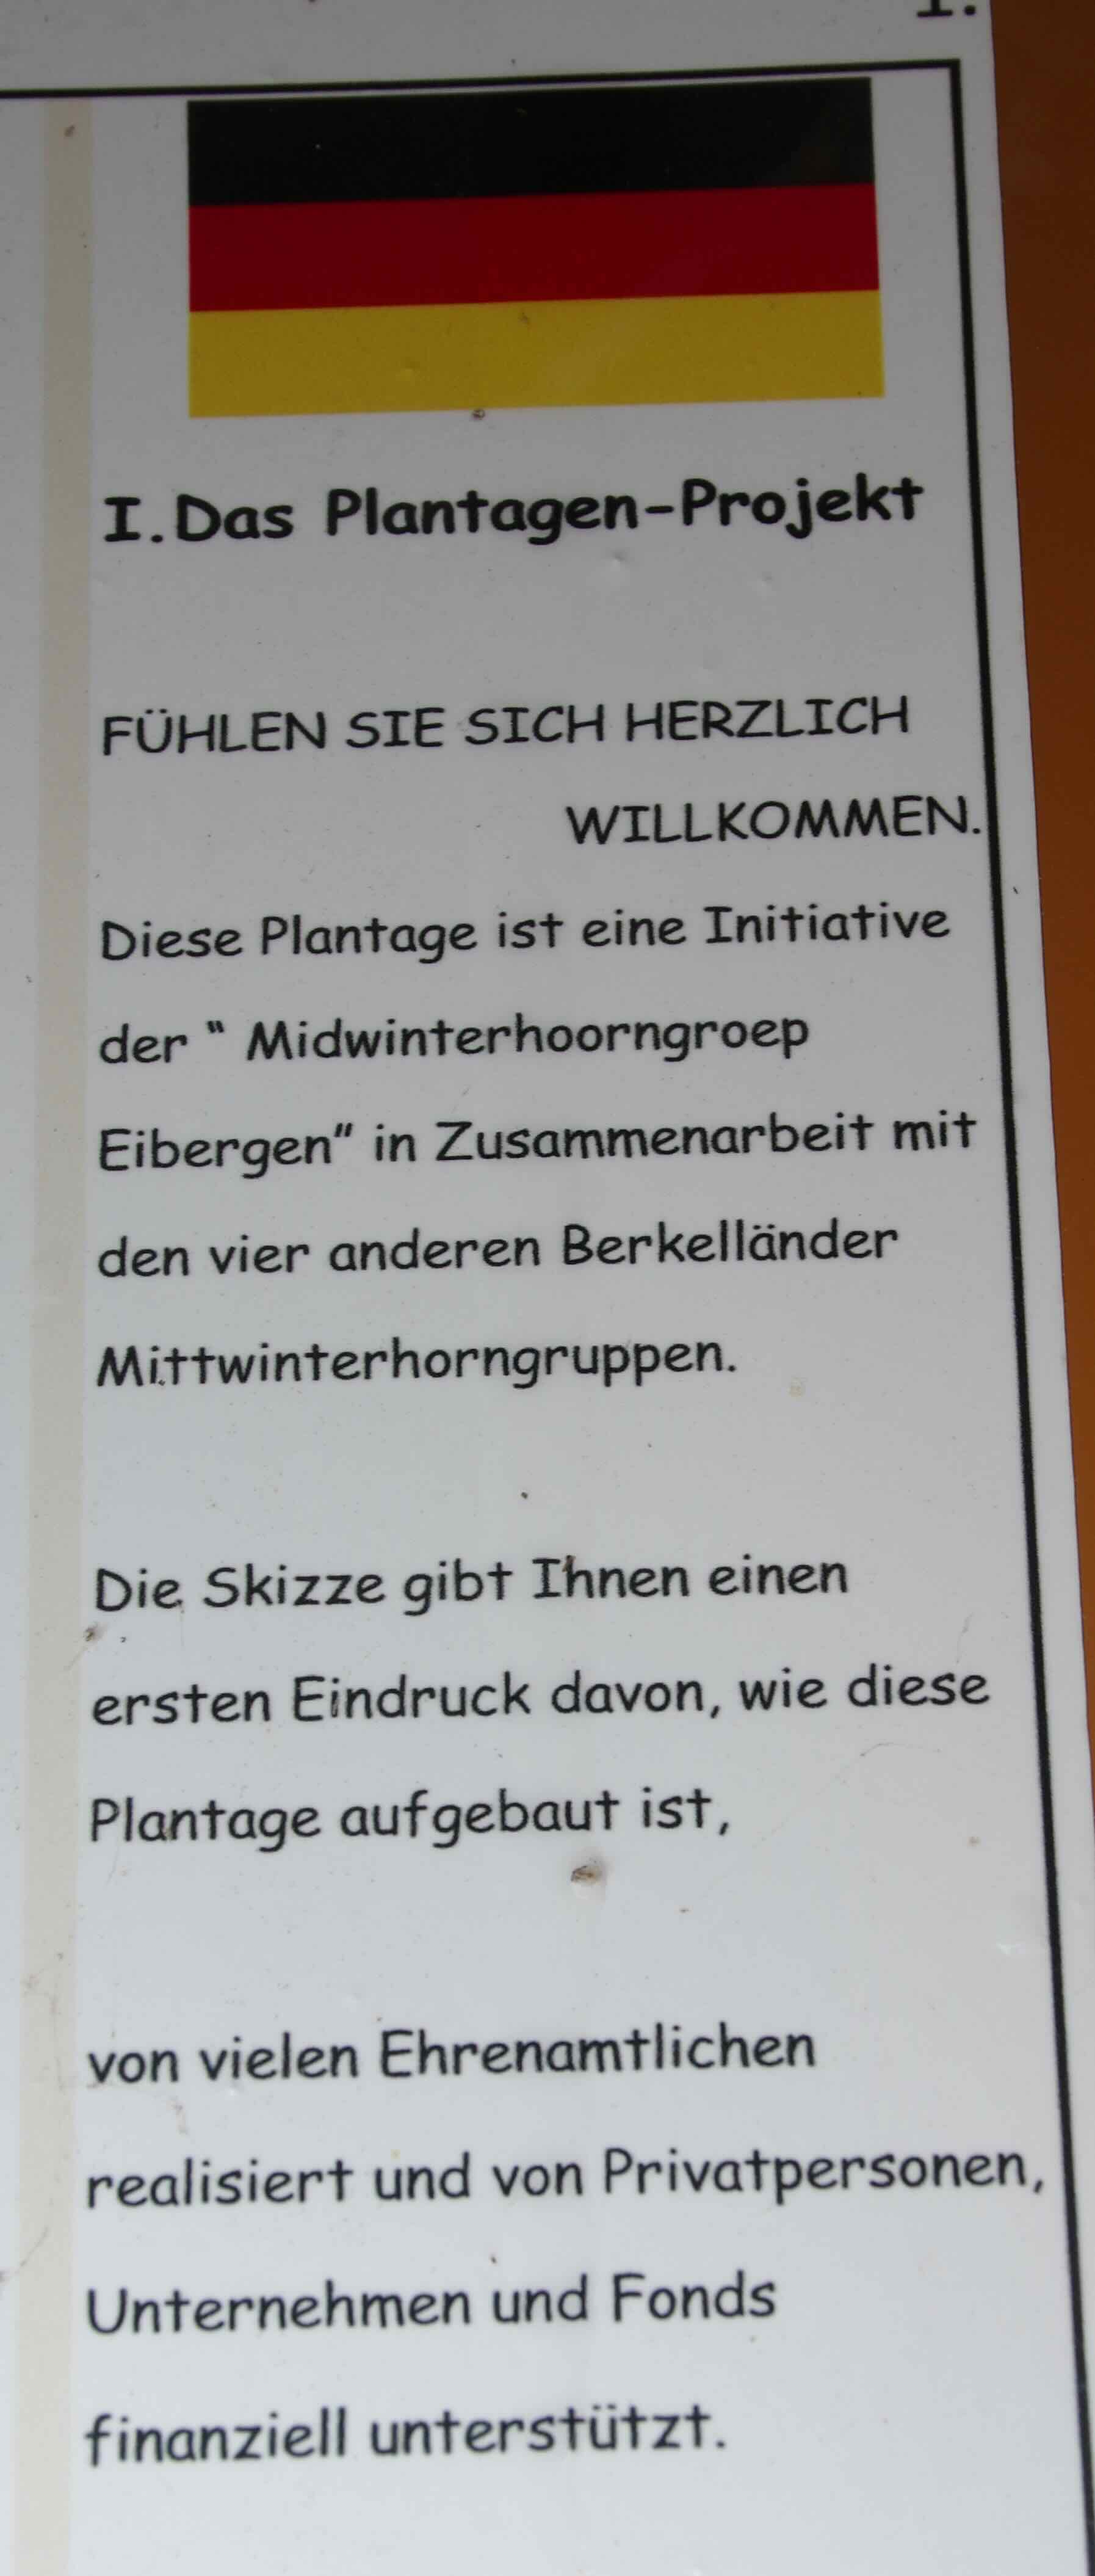 I. Das Plantagen-Projekt
FÜHLEN SIE SICH HERZLICH
WILLKOMMEN.
Diese Plantage ist eine Initiative
der “ Midwinterhoorngroep
Eibergen” in Zusammenarbeit mit
den vier anderen Berkelländer
Mittwinterhorngruppen.
Die Skizze gibt Ihnen einen
ersten Eindruck davon, wie diese
Plantage aufgebaut ist,
von vielen Ehrenamtlichen
realisiert und von Privatpersonen,
Unternehmen und Fonds
finanziell unterstützt.